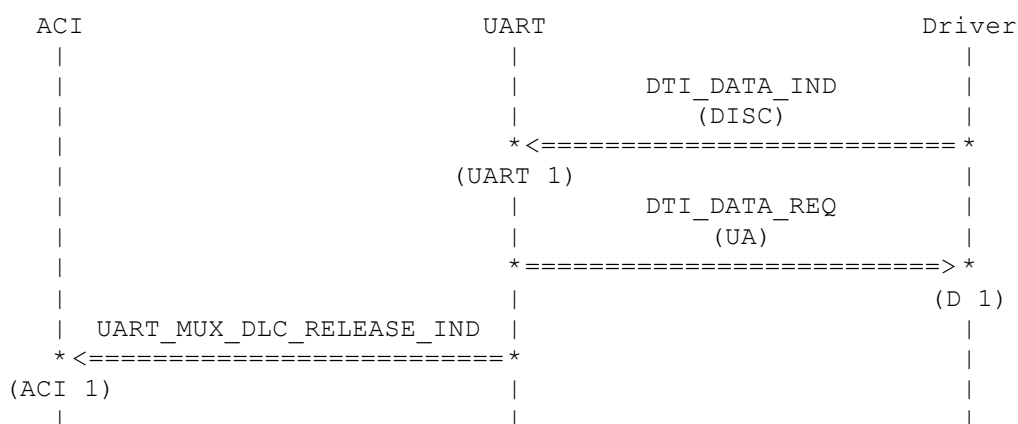 ACI UART Driver
| | |
| DTI_DATA_IND |
| | (DISC) |
| *<==========================*
| (UART 1) |
| | DTI_DATA_REQ |
| | (UA) |
| *==========================>*
| | (D 1)
| UART_MUX_DLC_RELEASE_IND | |
*<==========================* |
(ACI 1) | |
| | |